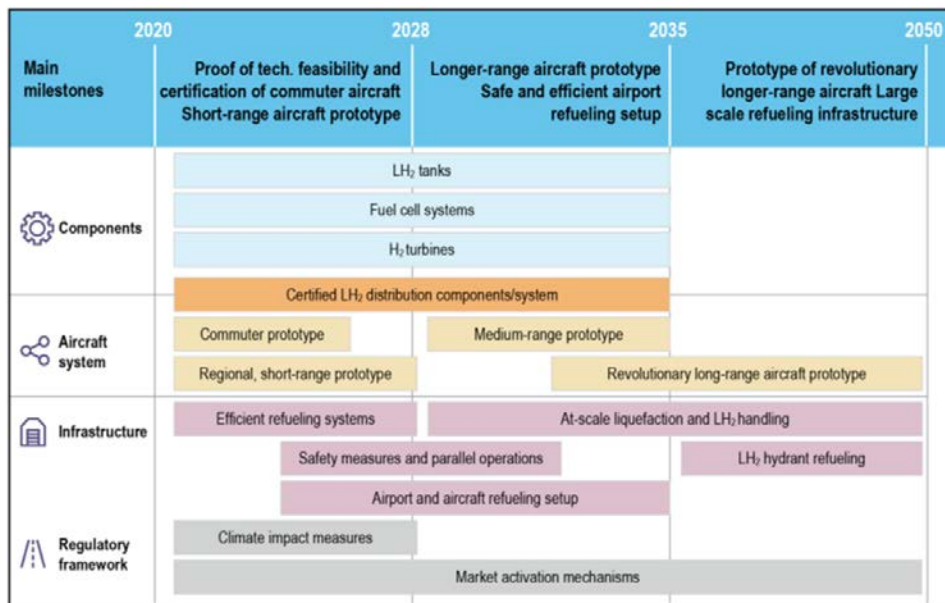 2020 2028 2035 2050
Main
milestones
Proof of tech. feasibility and
certification of commuter aircraft
Short-range aircraft prototype
Longer-range aircraft prototype
Safe and efficient airport
refueling setup
Prototype of revolutionary
longer-range aircraft Large
scale refueling infrastructure
Components
LH₂ tanks
Fuel cell systems
H₂ turbines
Certified LH₂ distribution components/system
Aircraft
system
Commuter prototype
Medium-range prototype
Regional, short-range prototype
Revolutionary long-range aircraft prototype
Infrastructure
Efficient refueling systems
At-scale liquefaction and LH₂ handling
Safety measures and parallel operations
LH₂ hydrant refueling
Airport and aircraft refueling setup
Regulatory
framework
Climate impact measures
Market activation mechanisms